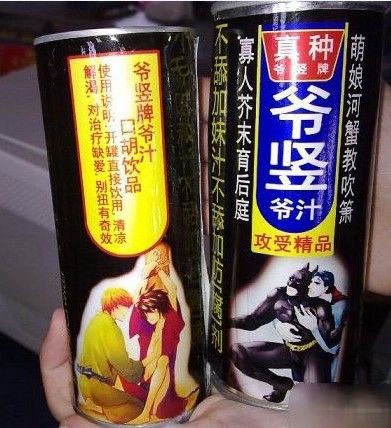 爷竖牌爷汁
口胡饮品
使用说明:开罐直接饮用,清凉
解渴,对治疗缺爱,别扭有奇效
不添加妹汁不添加防腐剂
寡人芥末育后庭
真种
爷竖牌
爷竖
爷汁
攻受精品
萌娘河蟹教吹箫